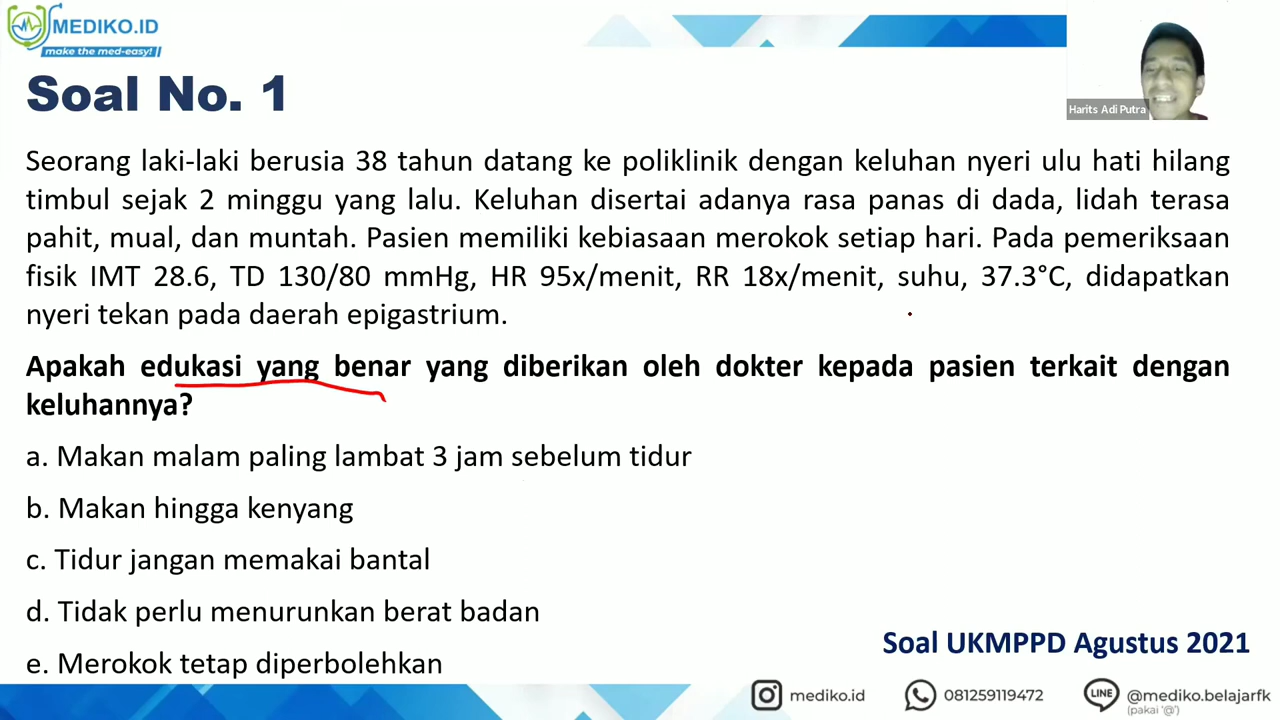 MEDIKO.ID
make the med-easy!
Harits Adi Putra
Soal No. 1
Seorang laki-laki berusia 38 tahun datang ke poliklinik dengan keluhan nyeri ulu hati hilang
timbul sejak 2 minggu yang lalu. Keluhan disertai adanya rasa panas di dada, lidah terasa
pahit, mual, dan muntah. Pasien memiliki kebiasaan merokok setiap hari. Pada pemeriksaan
fisik IMT 28.6, TD 130/80 mmHg, HR 95x/menit, RR 18x/menit, suhu, 37.3°C, didapatkan
nyeri tekan pada daerah epigastrium.
Apakah edukasi yang benar yang diberikan oleh dokter kepada pasien terkait dengan
keluhannya?
a. Makan malam paling lambat 3 jam sebelum tidur
b. Makan hingga kenyang
c. Tidur jangan memakai bantal
d. Tidak perlu menurunkan berat badan
e. Merokok tetap diperbolehkan
Soal UKMPPD Agustus 2021
mediko.id
081259119472
LINE
@mediko.belajarfk
(pakai '@')